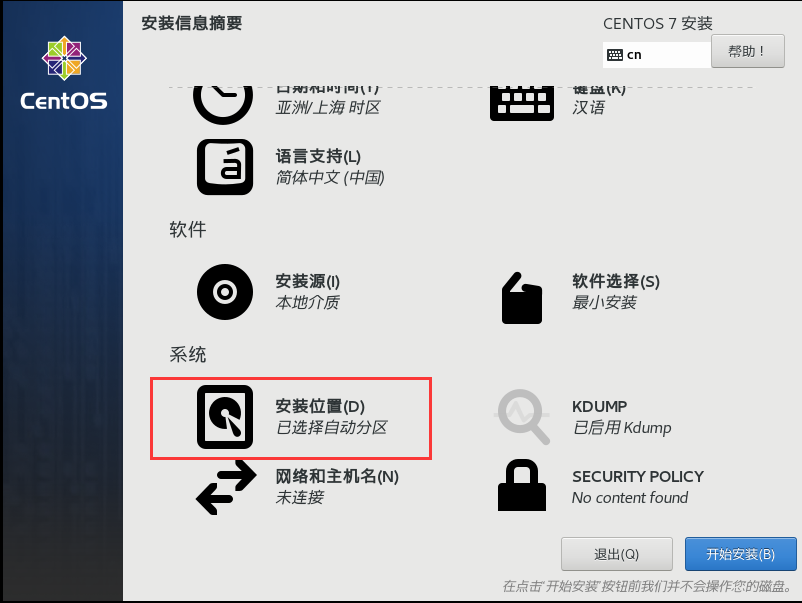 安装信息摘要
CENTOS 7 安装
cn
帮助！
CentOS
日期和时间(T)
亚洲/上海 时区
键盘(K)
汉语
语言支持(L)
简体中文 (中国)
软件
安装源(I)
本地介质
软件选择(S)
最小安装
系统
安装位置(D)
已选择自动分区
KDUMP
已启用 Kdump
网络和主机名(N)
未连接
SECURITY POLICY
No content found
退出(Q)
开始安装(B)
在点击‘开始安装’按钮前我们并不会操作您的磁盘。